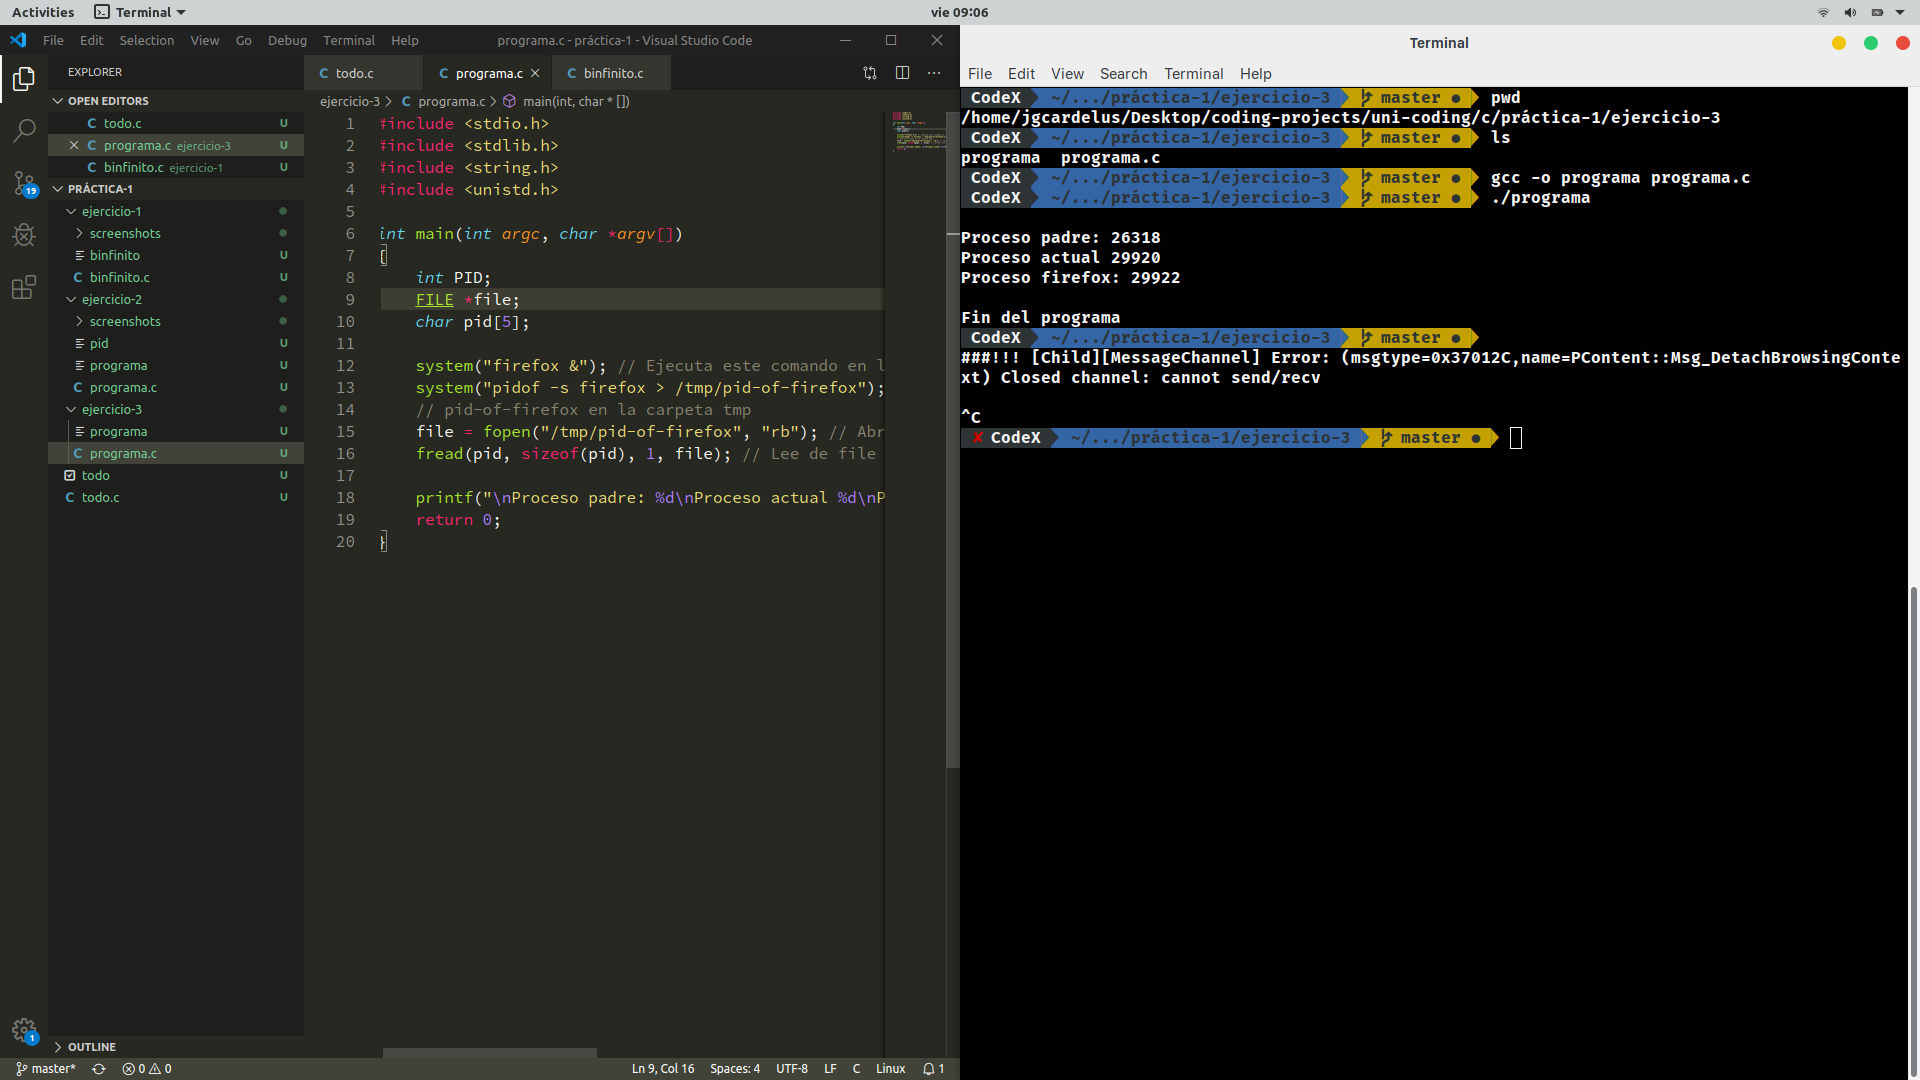 Activities Terminal vie 09:06
File Edit Selection View Go Debug Terminal Help programa.c - práctica-1 - Visual Studio Code
EXPLORER
OPEN EDITORS
todo.c U
programa.c ejercicio-3 U
binfinito.c ejercicio-1 U
PRÁCTICA-1
ejercicio-1
screenshots
binfinito U
binfinito.c U
ejercicio-2
screenshots
pid U
programa U
programa.c U
ejercicio-3
programa U
programa.c U
todo U
todo.c U
OUTLINE
19
1
todo.c programa.c binfinito.c
ejercicio-3 > programa.c > main(int, char * [])
1 #include <stdio.h>
2 #include <stdlib.h>
3 #include <string.h>
4 #include <unistd.h>
5
6 int main(int argc, char *argv[])
7 {
8 int PID;
9 FILE *file;
10 char pid[5];
11
12 system("firefox &"); // Ejecuta este comando en l
13 system("pidof -s firefox > /tmp/pid-of-firefox");
14 // pid-of-firefox en la carpeta tmp
15 file = fopen("/tmp/pid-of-firefox", "rb"); // Abr
16 fread(pid, sizeof(pid), 1, file); // Lee de file
17
18 printf("\nProceso padre: %d\nProceso actual %d\nP
19 return 0;
20 }
master* 0 0 Ln 9, Col 16 Spaces: 4 UTF-8 LF C Linux 1
Terminal
File Edit View Search Terminal Help
CodeX ~/.../práctica-1/ejercicio-3 master ● pwd
/home/jgcardelus/Desktop/coding-projects/uni-coding/c/práctica-1/ejercicio-3
CodeX ~/.../práctica-1/ejercicio-3 master ● ls
programa programa.c
CodeX ~/.../práctica-1/ejercicio-3 master ● gcc -o programa programa.c
CodeX ~/.../práctica-1/ejercicio-3 master ● ./programa
Proceso padre: 26318
Proceso actual 29920
Proceso firefox: 29922
Fin del programa
CodeX ~/.../práctica-1/ejercicio-3 master ●
###!!! [Child][MessageChannel] Error: (msgtype=0x37012C,name=PContent::Msg_DetachBrowsingConte
xt) Closed channel: cannot send/recv
^C
✘ CodeX ~/.../práctica-1/ejercicio-3 master ●